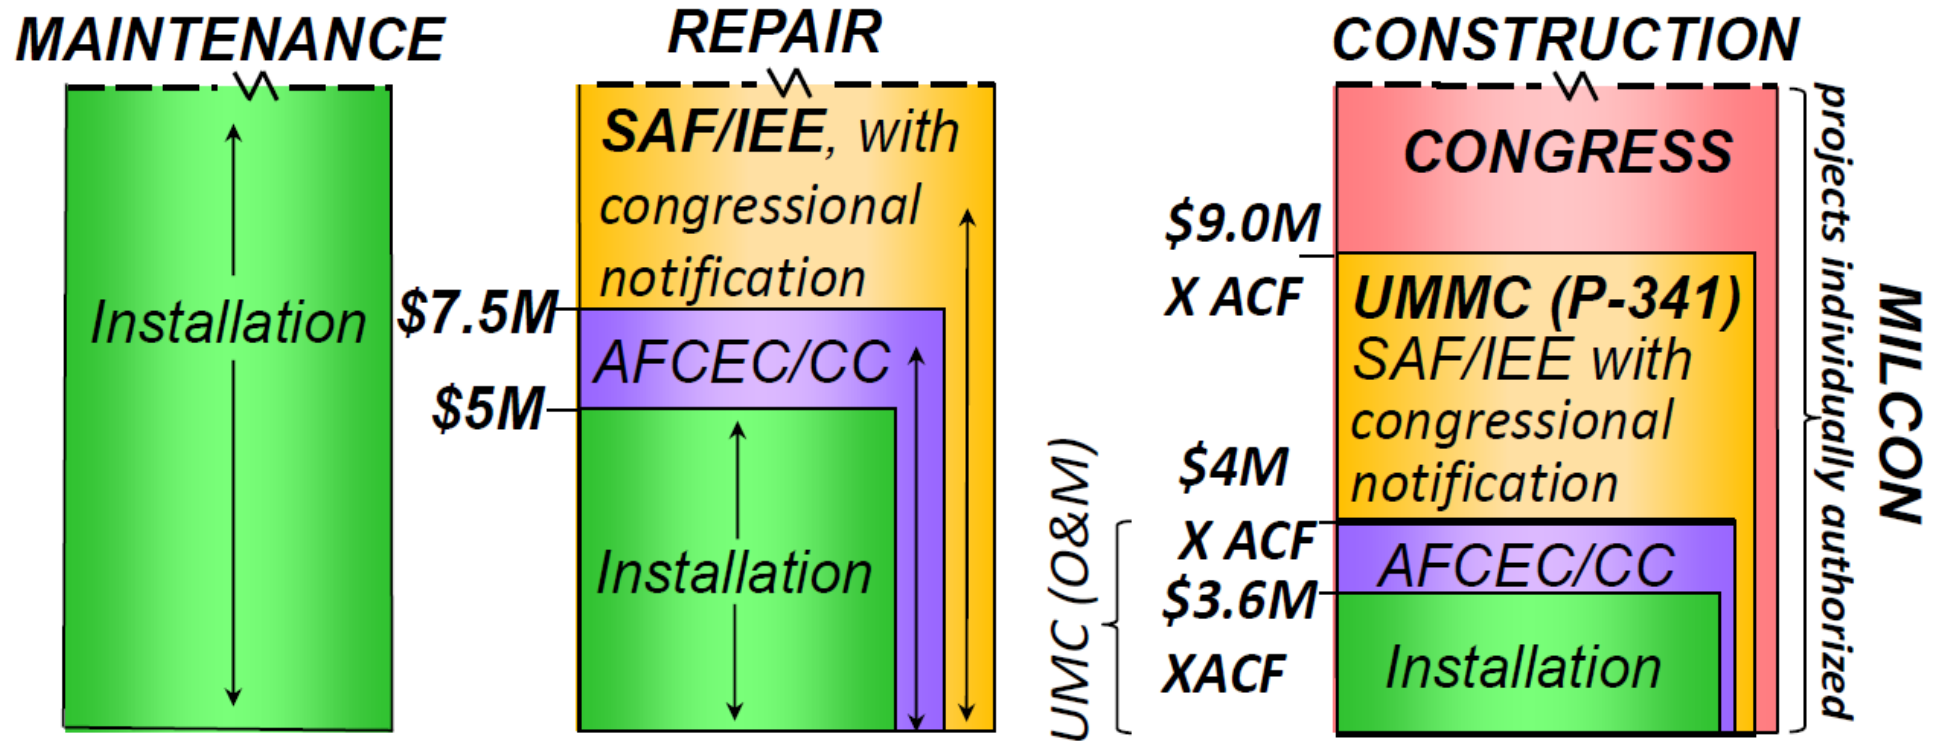 MAINTENANCE
Installation
REPAIR
SAF/IEE, with
congressional
notification
$7.5M
AFCEC/CC
$5M
Installation
CONSTRUCTION
CONGRESS
$9.0M
X ACF
UMMC (P-341)
SAF/IEE with
congressional
notification
$4M
X ACF
AFCEC/CC
$3.6M
XACF
Installation
UMC (O&M)
projects individually authorized
MILCON